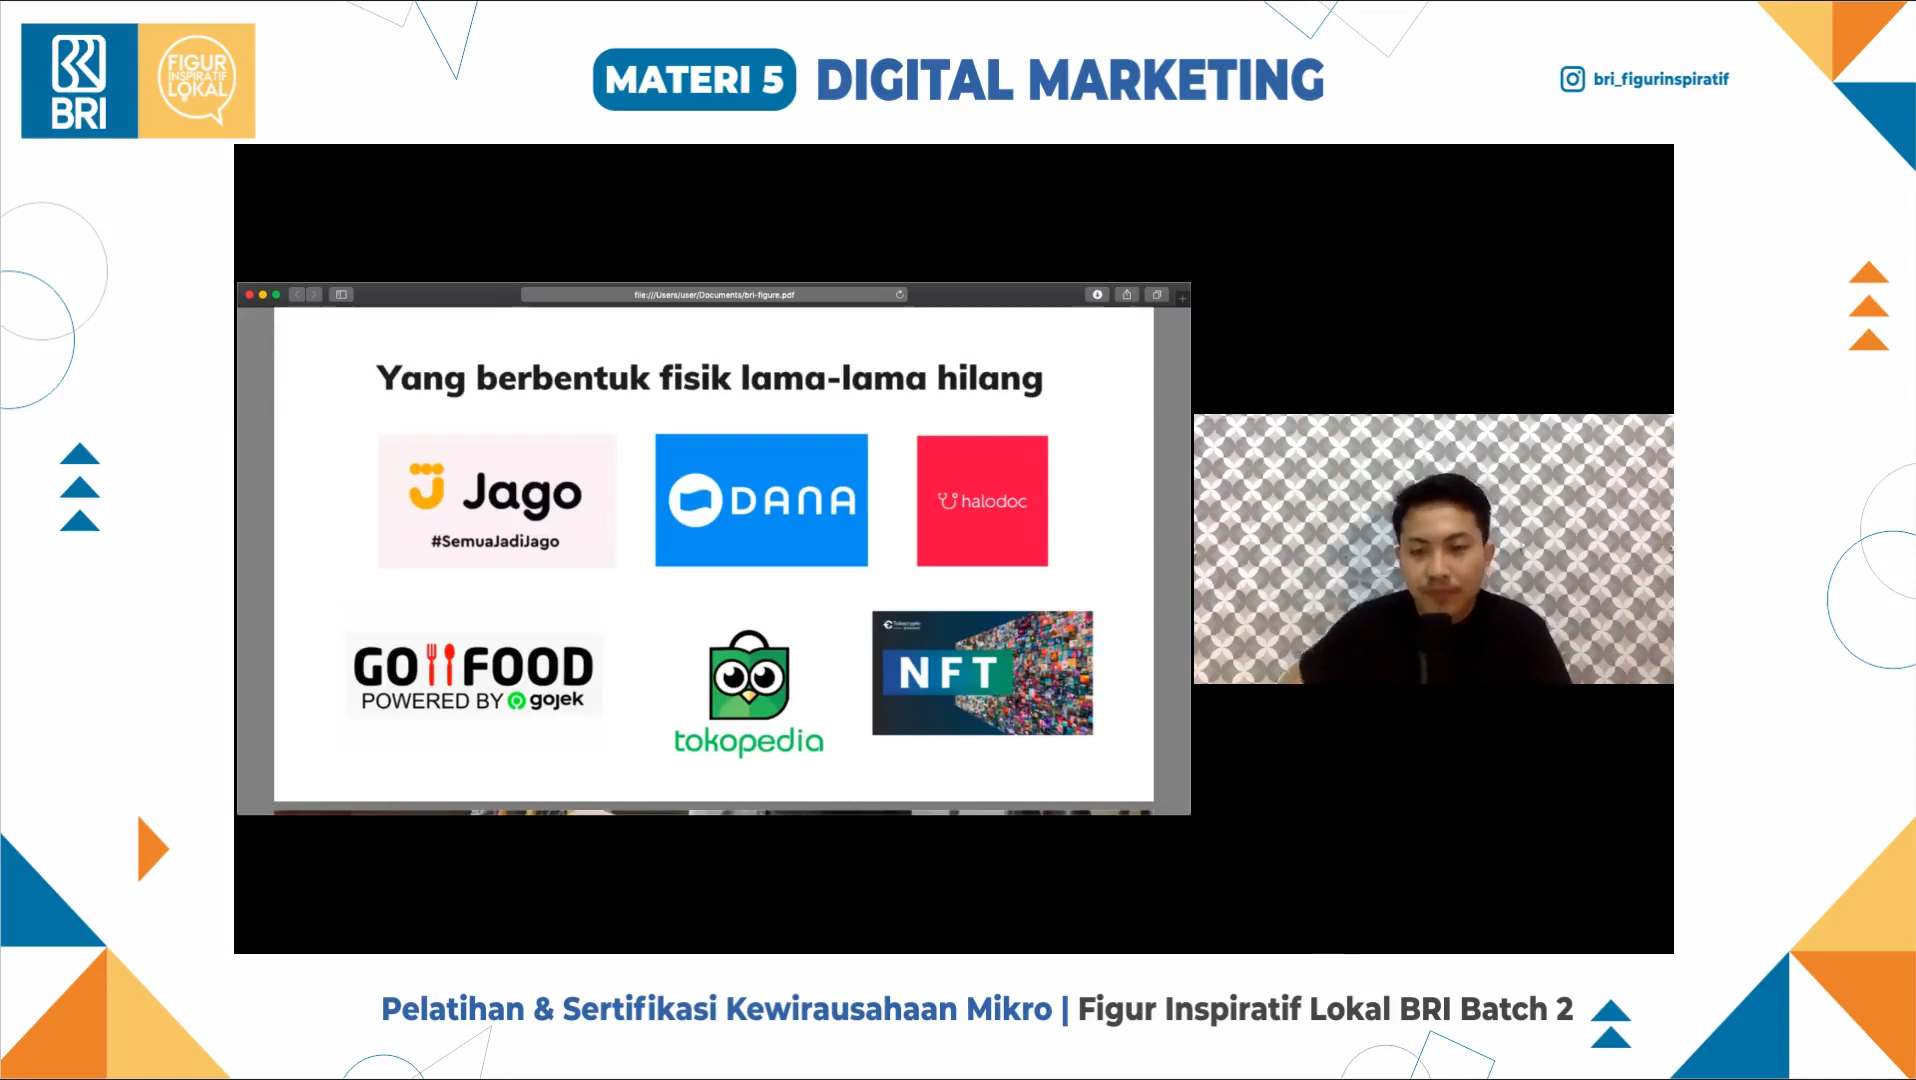 BRI
FIGUR
INSPIRATIF
LOKAL
MATERI 5 DIGITAL MARKETING
bri_figurinspiratif
file:///Users/user/Documents/bri-figure.pdf
Yang berbentuk fisik lama-lama hilang
Jago
#SemuaJadiJago
DANA
halodoc
GO FOOD
POWERED BY gojek
tokopedia
Tokocrypto
NFT
Pelatihan & Sertifikasi Kewirausahaan Mikro | Figur Inspiratif Lokal BRI Batch 2